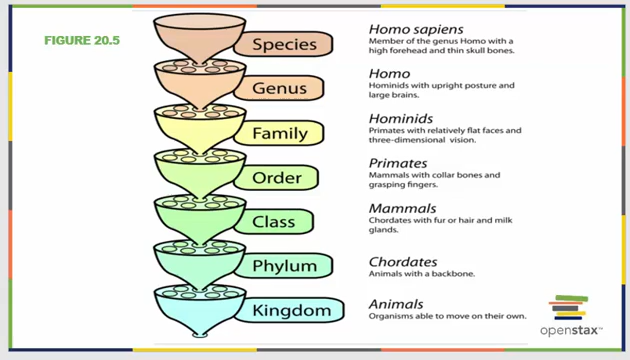 FIGURE 20.5
Species
Homo sapiens
Member of the genus Homo with a
high forehead and thin skull bones.
Genus
Homo
Hominids with upright posture and
large brains.
Family
Hominids
Primates with relatively flat faces and
three-dimensional vision.
Order
Primates
Mammals with collar bones and
grasping fingers.
Class
Mammals
Chordates with fur or hair and milk
glands.
Phylum
Chordates
Animals with a backbone.
Kingdom
Animals
Organisms able to move on their own.
openstax™